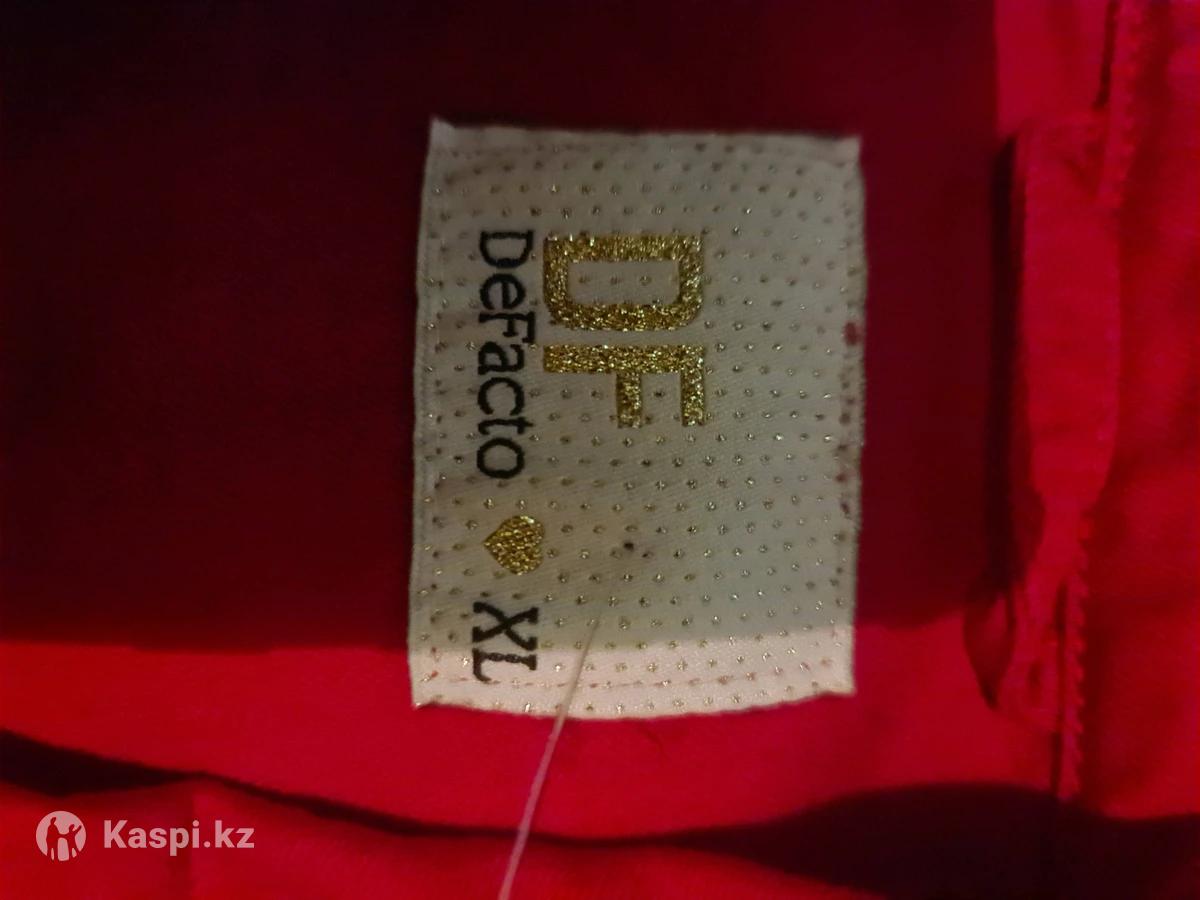 DF
DeFacto XL
Kaspi.kz